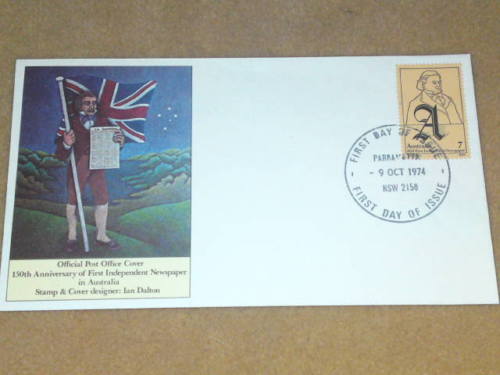 A
Australia
7
FIRST DAY OF
PARRAMATTA
- 9 OCT 1974
NSW 2150
FIRST DAY OF ISSUE
Official Post Office Cover
150th Anniversary of First Independent Newspaper
in Australia
Stamp & Cover designer: Ian Dalton